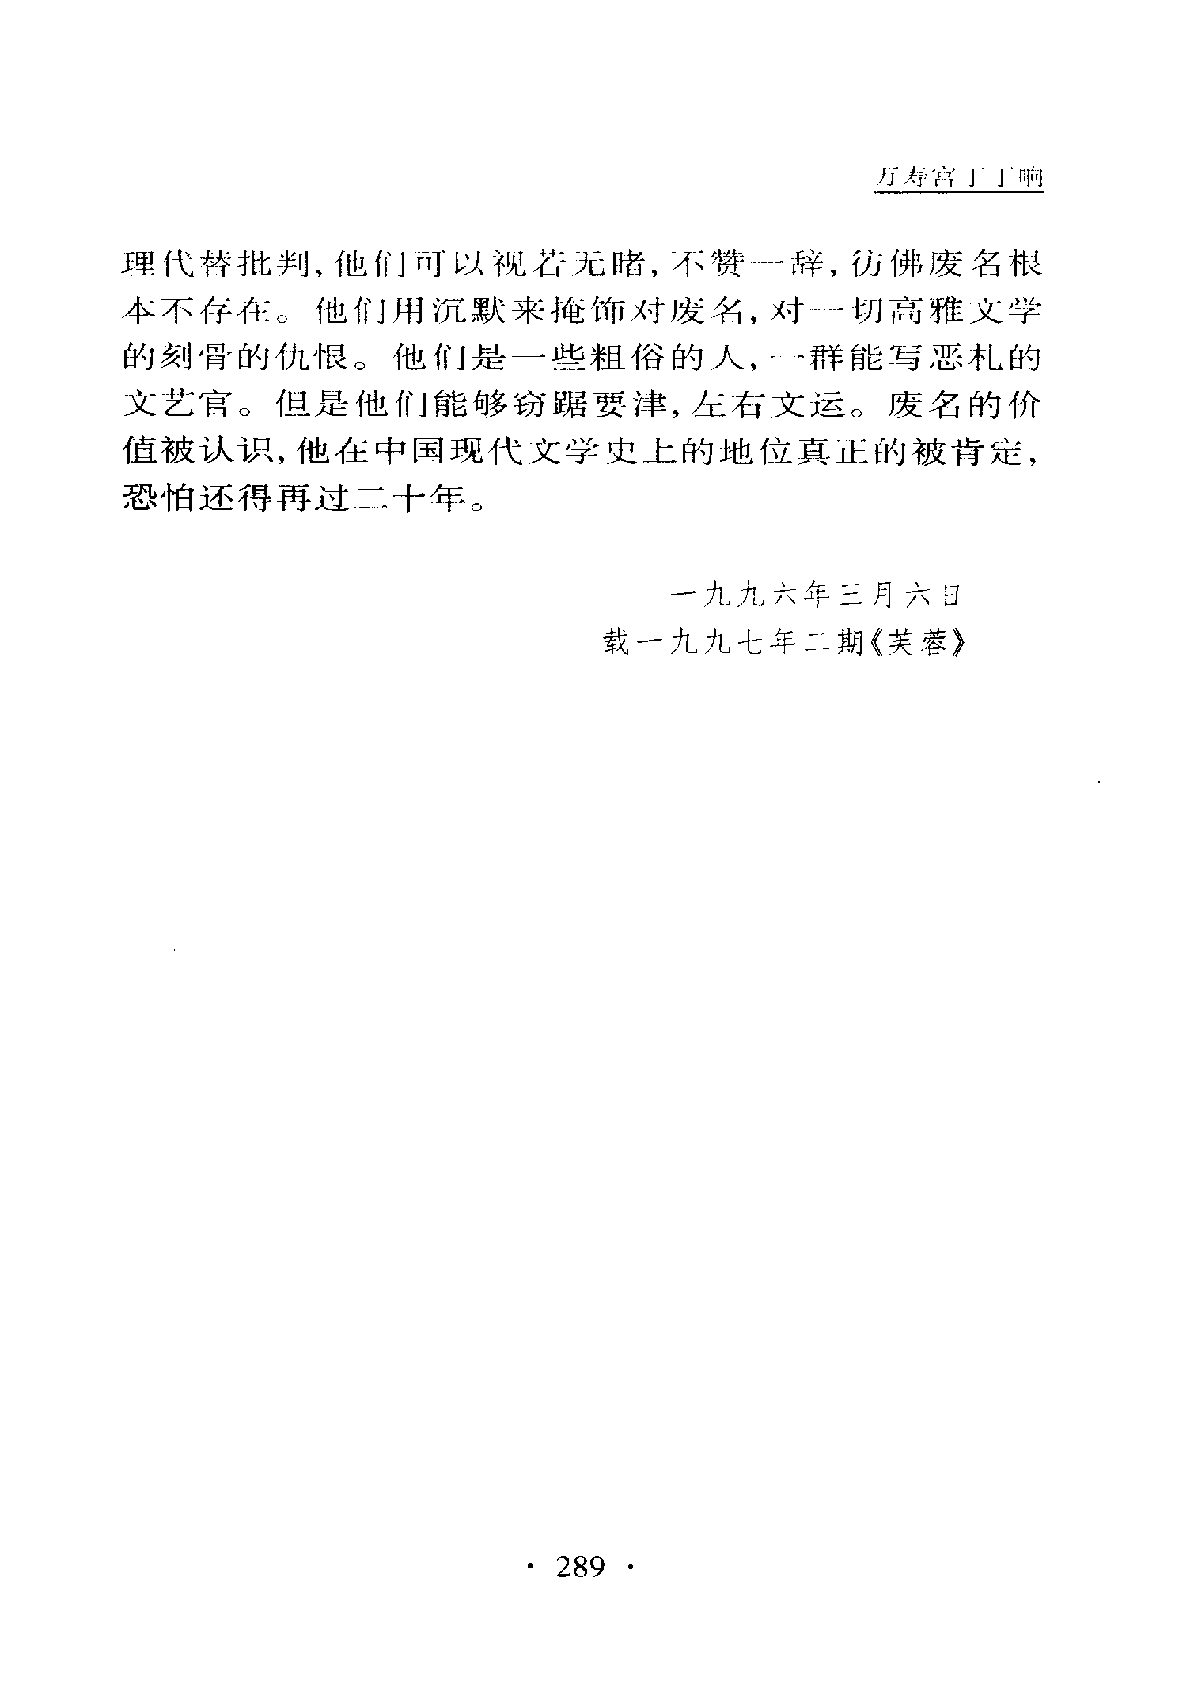 万寿宫丁丁响
理代替批判,他们可以视若无睹,不赞一辞,彷佛废名根
本不存在。他们用沉默来掩饰对废名,对一切高雅文学
的刻骨的仇恨。他们是一些粗俗的人,一群能写恶札的
文艺官。但是他们能够窃踞要津,左右文运。废名的价
值被认识,他在中国现代文学史上的地位真正的被肯定,
恐怕还得再过二十年。
一九九六年三月六日
载一九九七年二期《芙蓉》
· 289 ·